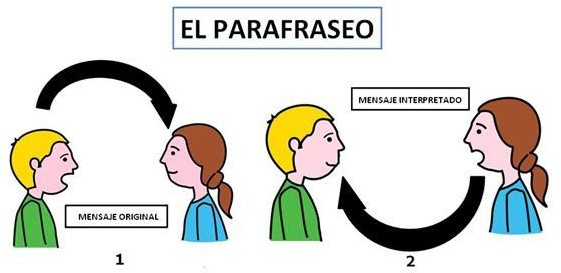 EL PARAFRASEO
MENSAJE INTERPRETADO
MENSAJE ORIGINAL
1
2